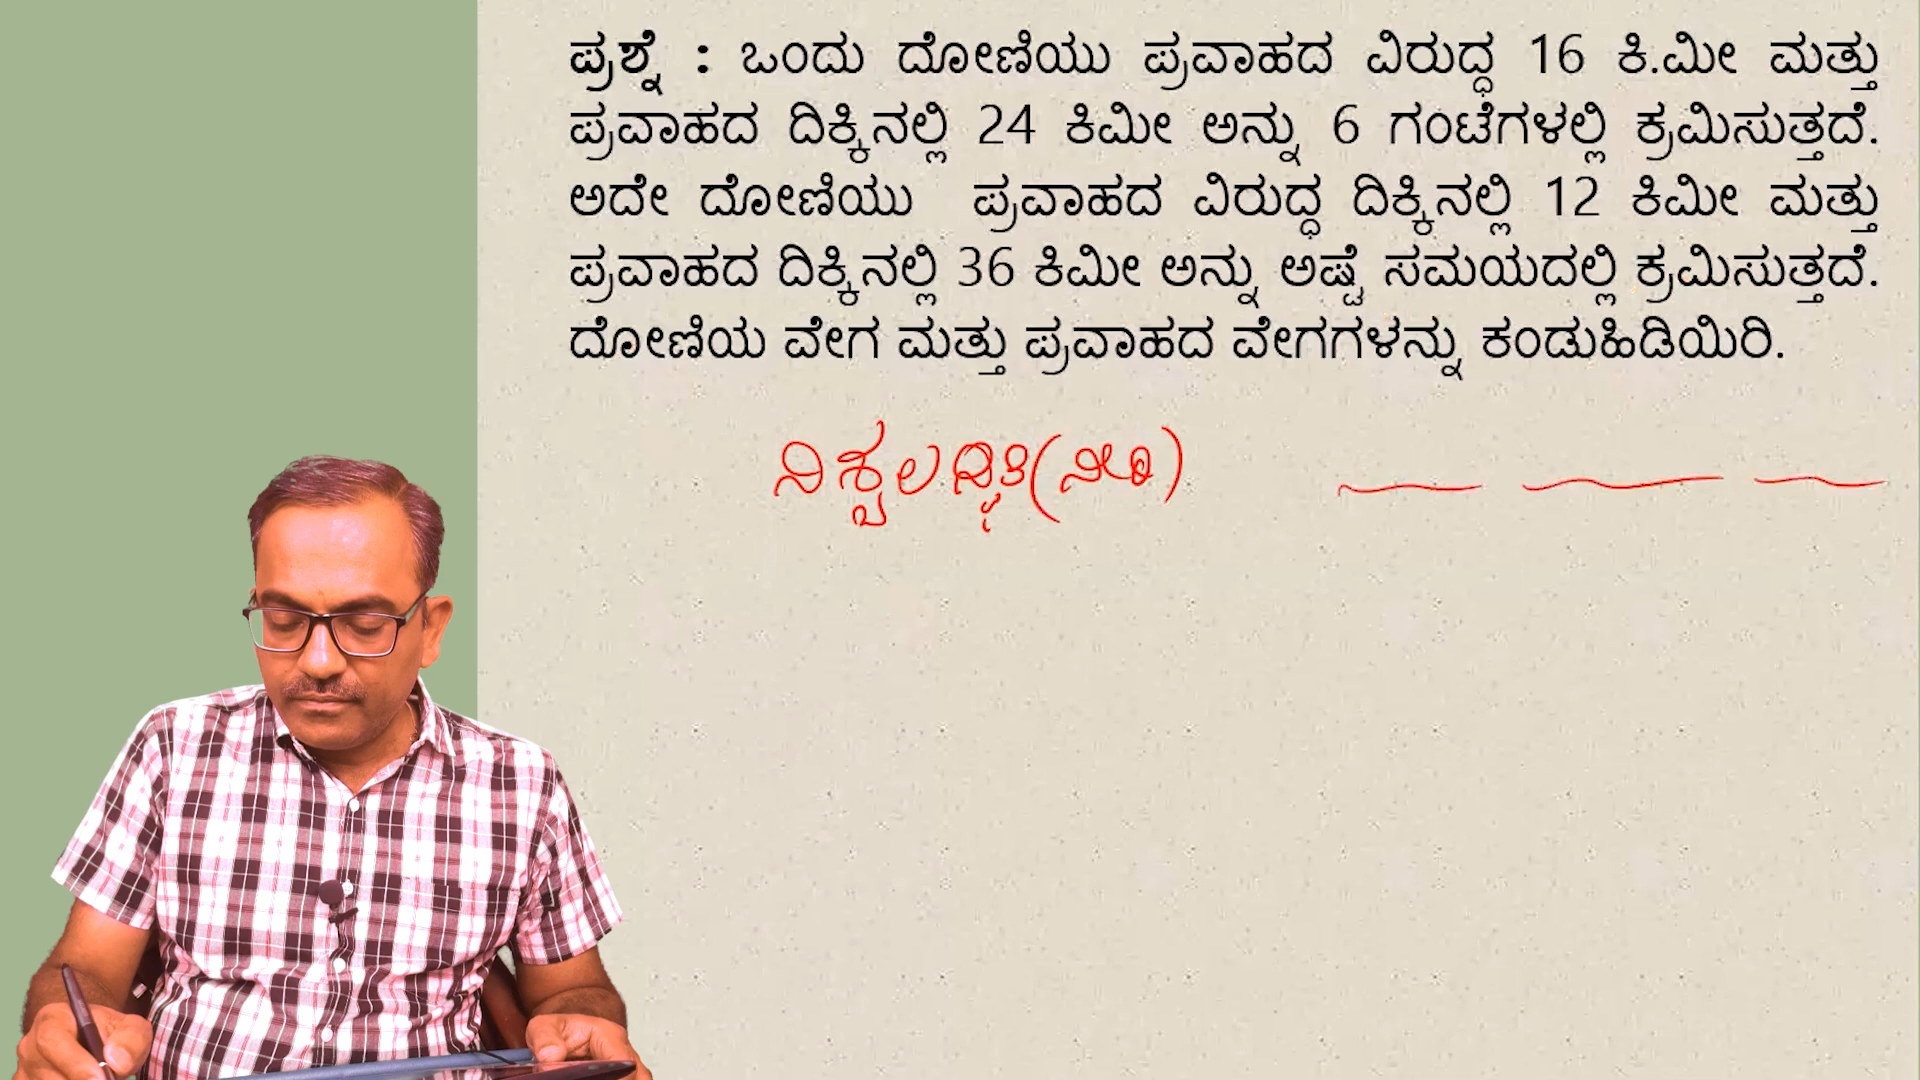 ಪ್ರಶ್ನೆ : ಒಂದು ದೋಣಿಯು ಪ್ರವಾಹದ ವಿರುದ್ಧ 16 ಕಿ.ಮೀ ಮತ್ತು
ಪ್ರವಾಹದ ದಿಕ್ಕಿನಲ್ಲಿ 24 ಕಿಮೀ ಅನ್ನು 6 ಗಂಟೆಗಳಲ್ಲಿ ಕ್ರಮಿಸುತ್ತದೆ.
ಅದೇ ದೋಣಿಯು ಪ್ರವಾಹದ ವಿರುದ್ಧ ದಿಕ್ಕಿನಲ್ಲಿ 12 ಕಿಮೀ ಮತ್ತು
ಪ್ರವಾಹದ ದಿಕ್ಕಿನಲ್ಲಿ 36 ಕಿಮೀ ಅನ್ನು ಅಷ್ಟೆ ಸಮಯದಲ್ಲಿ ಕ್ರಮಿಸುತ್ತದೆ.
ದೋಣಿಯ ವೇಗ ಮತ್ತು ಪ್ರವಾಹದ ವೇಗಗಳನ್ನು ಕಂಡುಹಿಡಿಯಿರಿ.